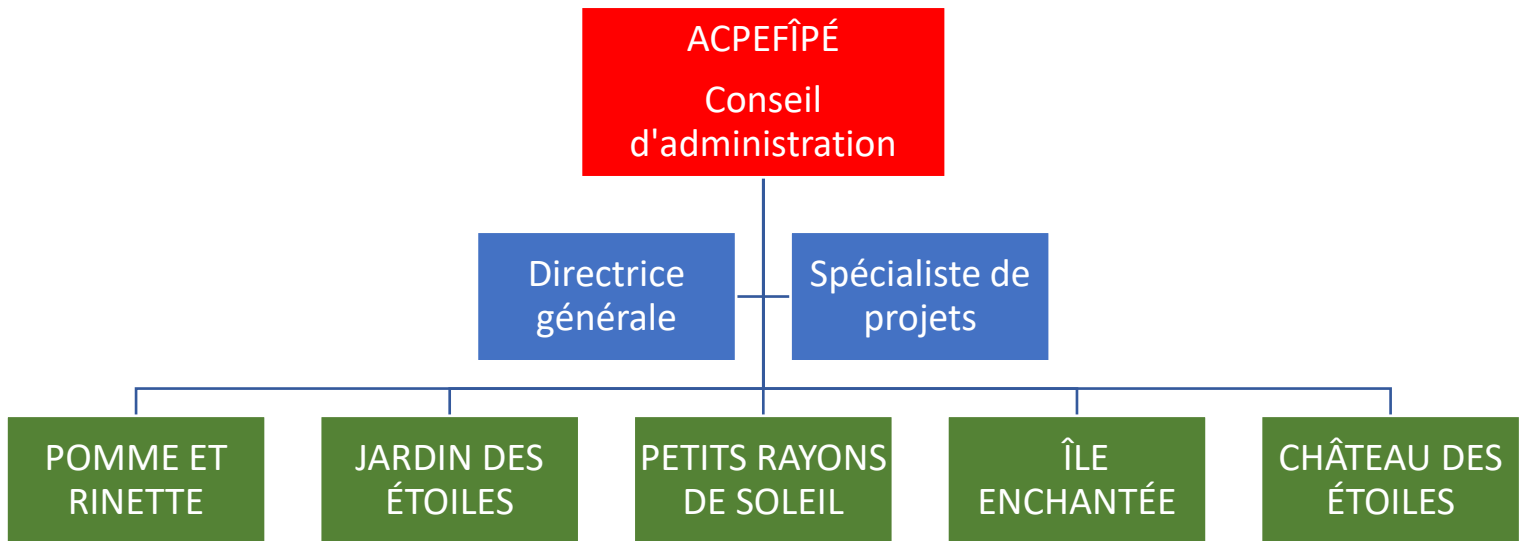 ACPEFÎPÉ
Conseil
d'administration
Directrice
générale
Spécialiste de
projets
POMME ET
RINETTE
JARDIN DES
ÉTOILES
PETITS RAYONS
DE SOLEIL
ÎLE
ENCHANTÉE
CHÂTEAU DES
ÉTOILES